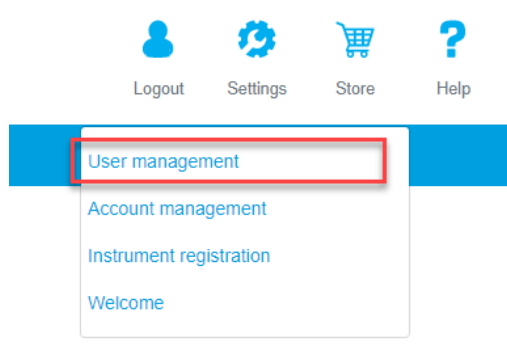 Logout Settings Store Help
User management
Account management
Instrument registration
Welcome